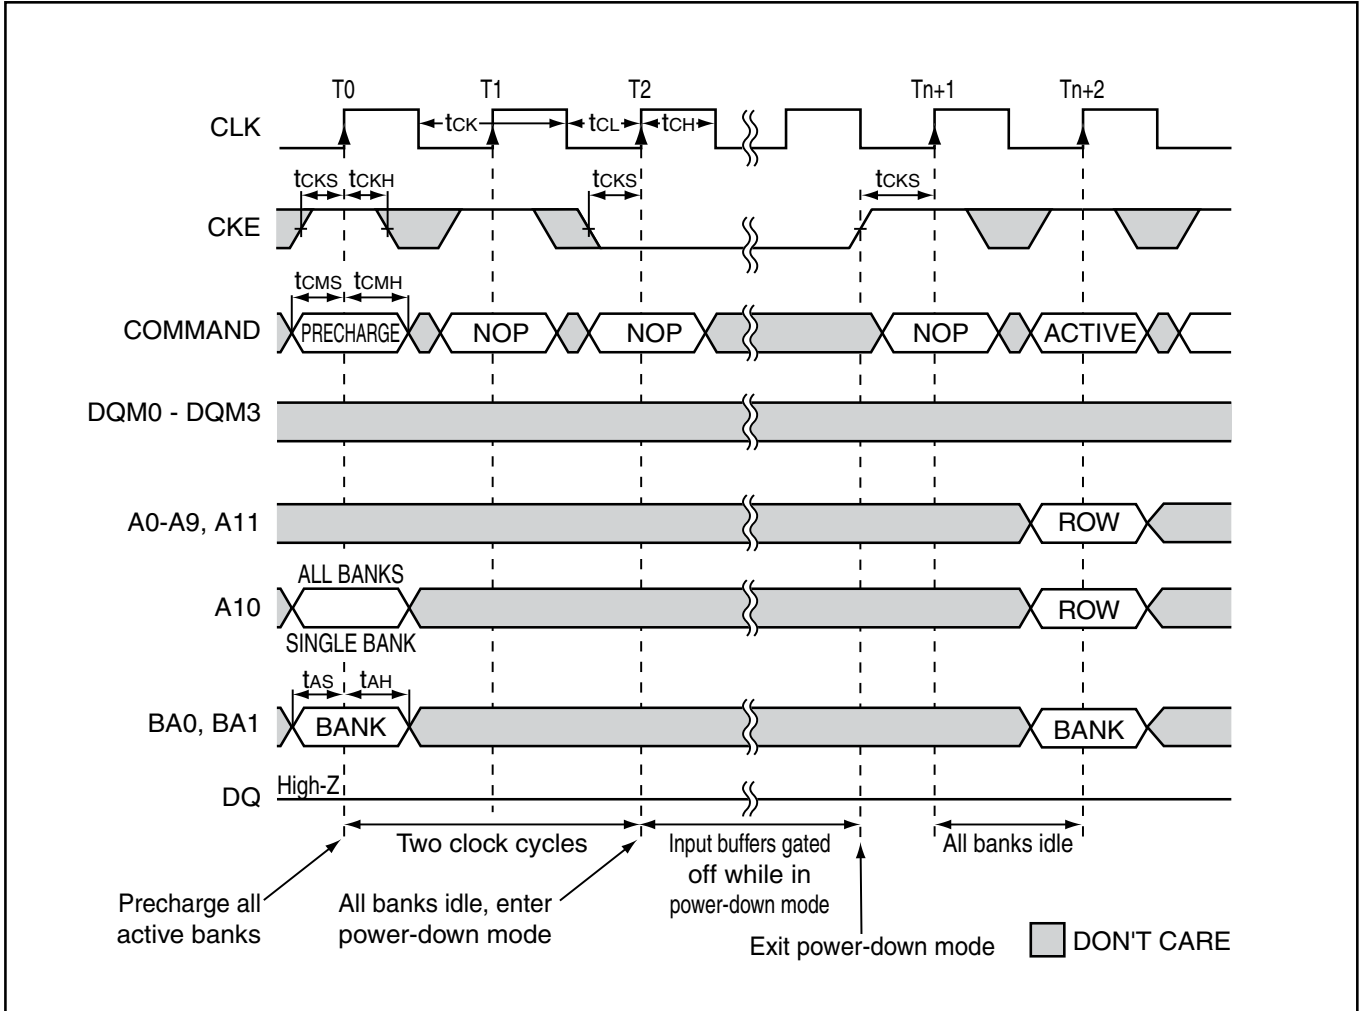 T0 T1 T2 Tn+1 Tn+2
CLK tCK tCL tCH
tCKS tCKH tCKS tCKS
CKE
tCMS tCMH
COMMAND PRECHARGE NOP NOP NOP ACTIVE
DQM0 - DQM3
A0-A9, A11 ROW
ALL BANKS
A10 ROW
SINGLE BANK
tAS tAH
BA0, BA1 BANK BANK
DQ High-Z
Two clock cycles
Input buffers gated
off while in
power-down mode
All banks idle
Precharge all
active banks
All banks idle, enter
power-down mode
Exit power-down mode
DON'T CARE